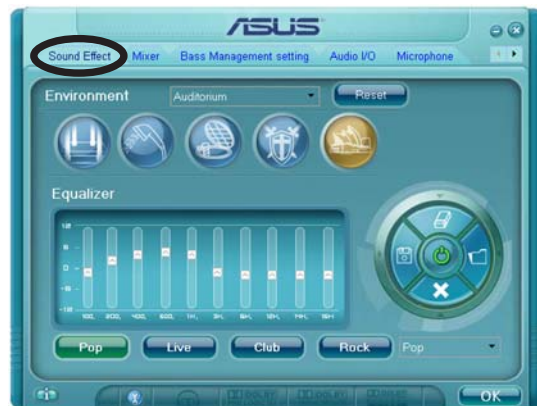 ASUS
Sound Effect Mixer Bass Management setting Audio I/O Microphone
Environment Auditorium Reset
Equalizer
Pop Live Club Rock Pop
OK